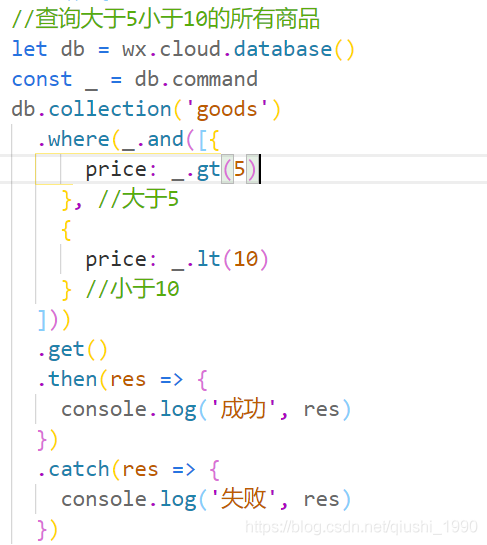 //查询大于5小于10的所有商品
let db = wx.cloud.database()
const _ = db.command
db.collection('goods')
  .where(_.and([{
      price: _.gt(5)
    }, //大于5
    {
      price: _.lt(10)
    } //小于10
  ]))
  .get()
  .then(res => {
    console.log('成功', res)
  })
  .catch(res => {
    console.log('失败', res)
  })
https://blog.csdn.net/qiushi_1990